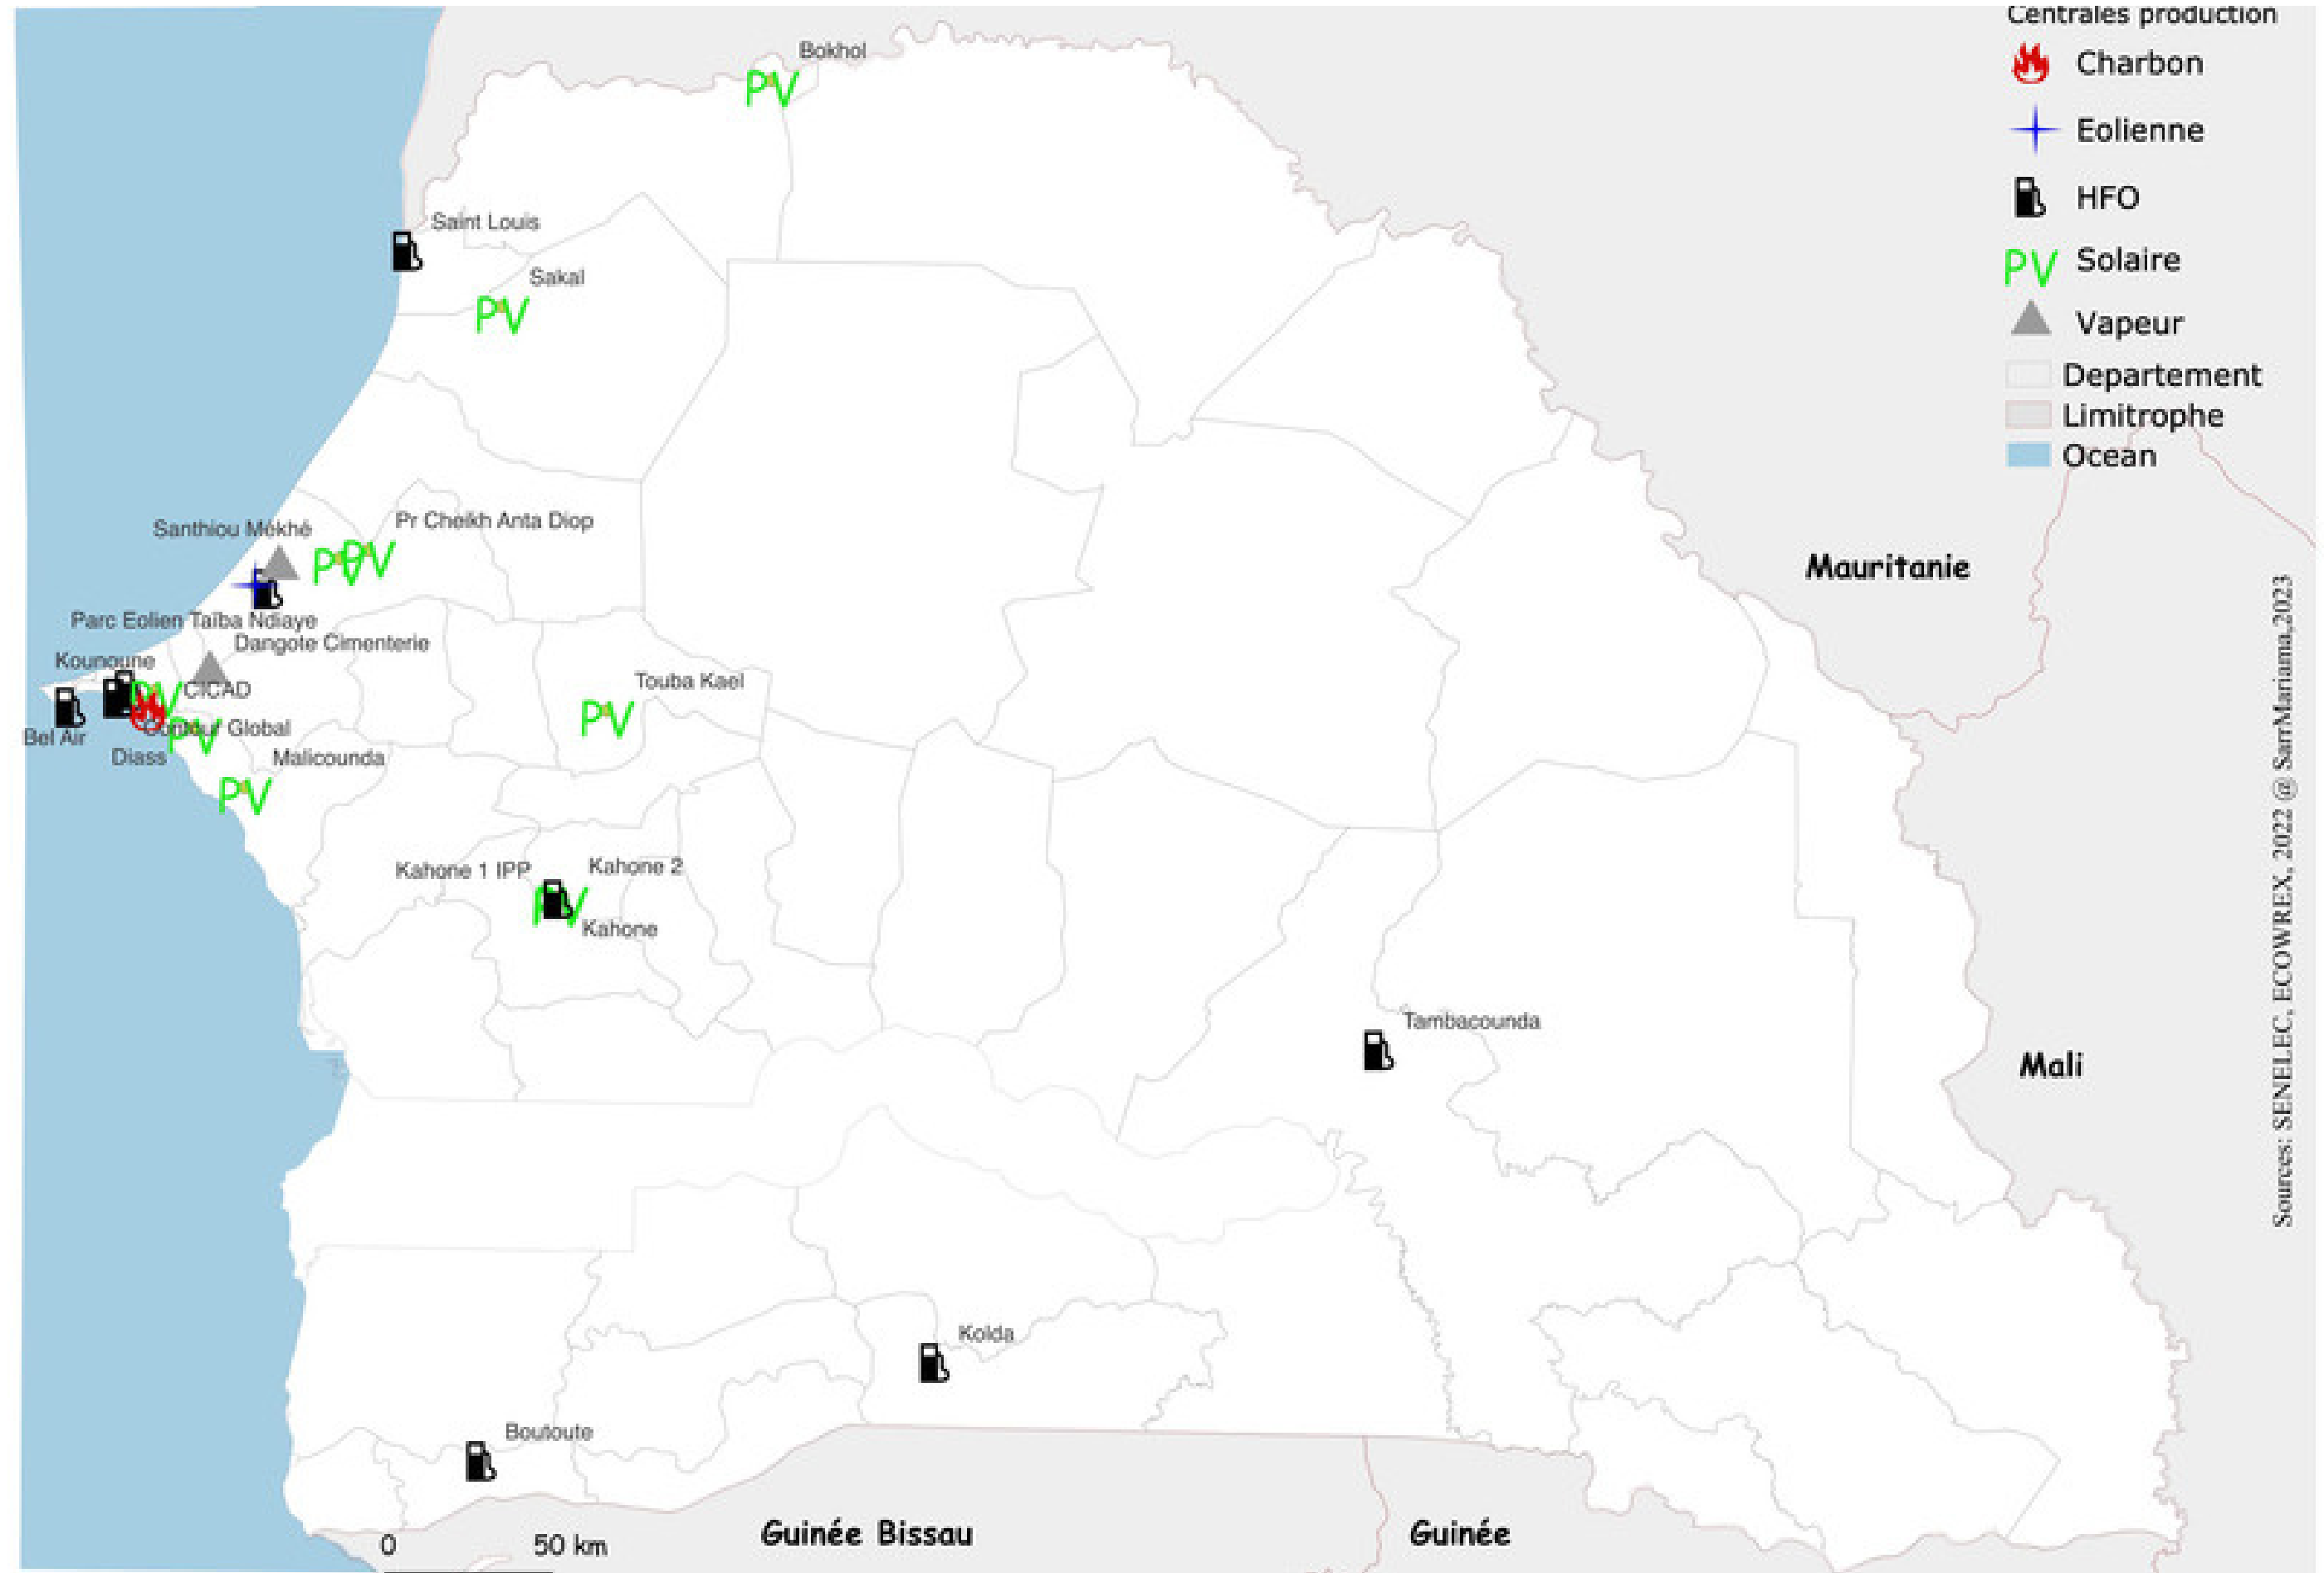 Centrales production
Charbon
Eolienne
HFO
PV Solaire
Vapeur
Departement
Limitrophe
Ocean
Bokhol
PV
Saint Louis
Sakal
PV
Pr Cheikh Anta Diop
Santhiou Mékhé
PV PV
Parc Eolien Taïba Ndiaye
Dangote Cimenterie
Kounoune
CICAD
PV
Contour Global
Bel Air
PV
Diass
Malicounda
PV
Touba Kael
PV
Kahone 1 IPP
Kahone 2
PV
Kahone
Tambacounda
Kolda
Boutoute
Mauritanie
Mali
Guinée Bissau
Guinée
0 50 km
Sources: SENELEC, ECOWREX, 2022 @ SarrMariama,2023